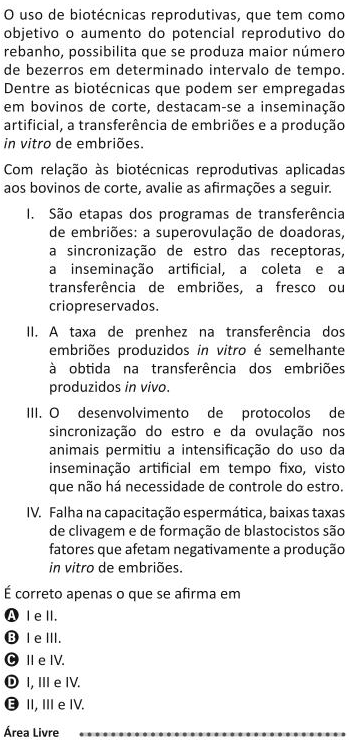 O uso de biotécnicas reprodutivas, que tem como
objetivo o aumento do potencial reprodutivo do
rebanho, possibilita que se produza maior número
de bezerros em determinado intervalo de tempo.
Dentre as biotécnicas que podem ser empregadas
em bovinos de corte, destacam-se a inseminação
artificial, a transferência de embriões e a produção
in vitro de embriões.
Com relação às biotécnicas reprodutivas aplicadas
aos bovinos de corte, avalie as afirmações a seguir.
I. São etapas dos programas de transferência
de embriões: a superovulação de doadoras,
a sincronização de estro das receptoras,
a inseminação artificial, a coleta e a
transferência de embriões, a fresco ou
criopreservados.
II. A taxa de prenhez na transferência dos
embriões produzidos in vitro é semelhante
à obtida na transferência dos embriões
produzidos in vivo.
III. O desenvolvimento de protocolos de
sincronização do estro e da ovulação nos
animais permitiu a intensificação do uso da
inseminação artificial em tempo fixo, visto
que não há necessidade de controle do estro.
IV. Falha na capacitação espermática, baixas taxas
de clivagem e de formação de blastocistos são
fatores que afetam negativamente a produção
in vitro de embriões.
É correto apenas o que se afirma em
A I e II.
B I e III.
C II e IV.
D I, III e IV.
E II, III e IV.
Área Livre